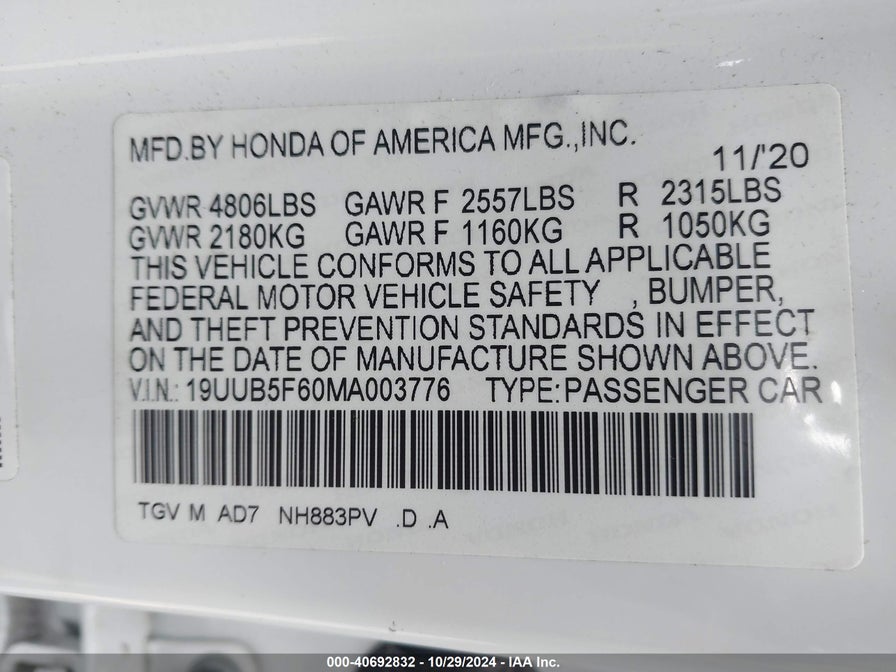 MFD.BY HONDA OF AMERICA MFG.,INC.
11/'20
GVWR 4806LBS GAWR F 2557LBS R 2315LBS
GVWR 2180KG GAWR F 1160KG R 1050KG
THIS VEHICLE CONFORMS TO ALL APPLICABLE
FEDERAL MOTOR VEHICLE SAFETY , BUMPER,
AND THEFT PREVENTION STANDARDS IN EFFECT
ON THE DATE OF MANUFACTURE SHOWN ABOVE.
V.I.N.: 19UUB5F60MA003776 TYPE:PASSENGER CAR
TGV M AD7 NH883PV .D .A
000-40692832 - 10/29/2024 - IAA Inc.